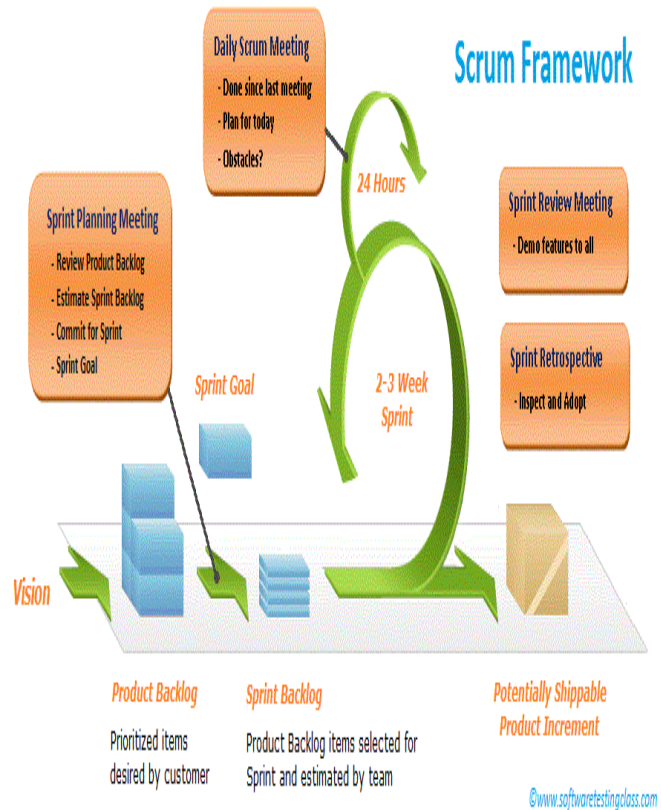 Scrum Framework
Daily Scrum Meeting
- Done since last meeting
- Plan for today
- Obstacles?
24 Hours
Sprint Planning Meeting
- Review Product Backlog
- Estimate Sprint Backlog
- Commit for Sprint
- Sprint Goal
Sprint Review Meeting
- Demo features to all
Sprint Retrospective
- Inspect and Adopt
Sprint Goal
2-3 Week
Sprint
Vision
Product Backlog
Prioritized items
desired by customer
Sprint Backlog
Product Backlog items selected for
Sprint and estimated by team
Potentially Shippable
Product Increment
©www.softwaretestingclass.com